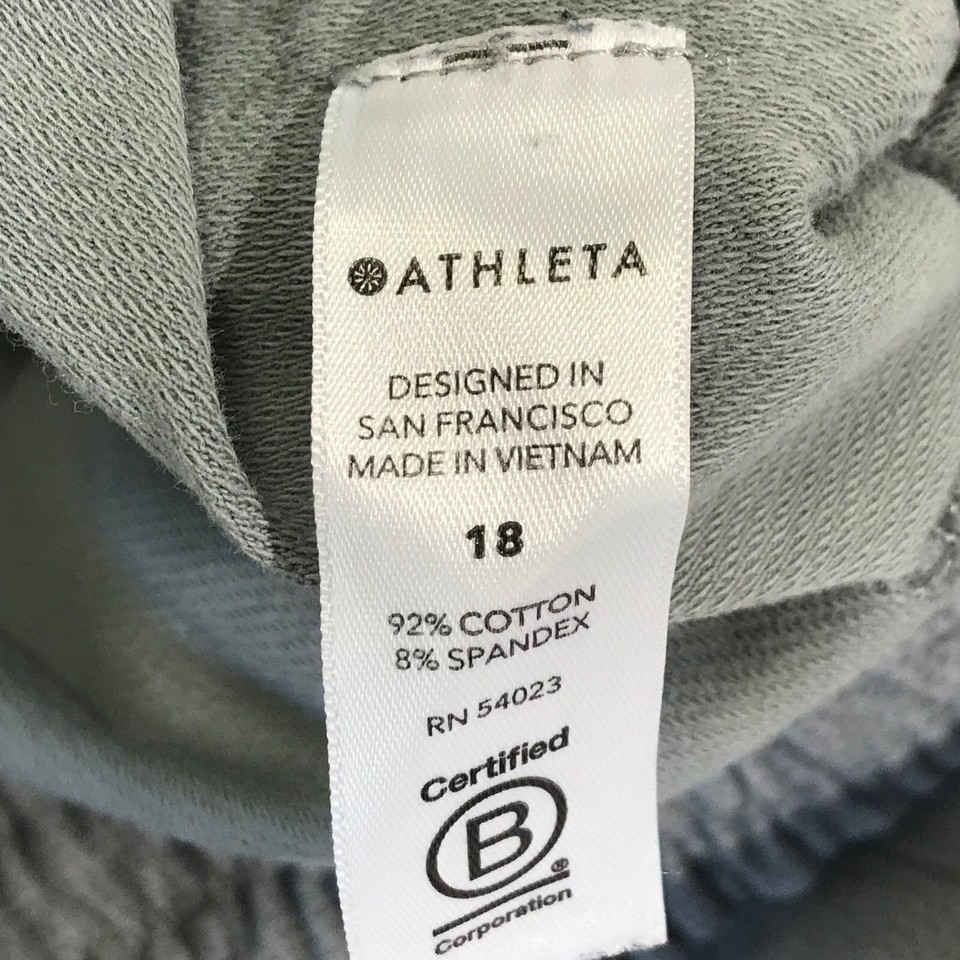 ATHLETA
DESIGNED IN
SAN FRANCISCO
MADE IN VIETNAM
18
92% COTTON
8% SPANDEX
RN 54023
Certified
B®
Corporation